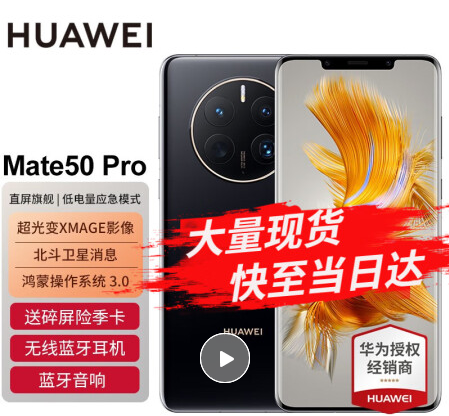 HUAWEI
Mate50 Pro
直屏旗舰 | 低电量应急模式
超光变XMAGE影像
北斗卫星消息
鸿蒙操作系统 3.0
送碎屏险季卡
无线蓝牙耳机
蓝牙音响
大量现货
快至当日达
HUAWEI
华为授权
经销商
HUAWEI